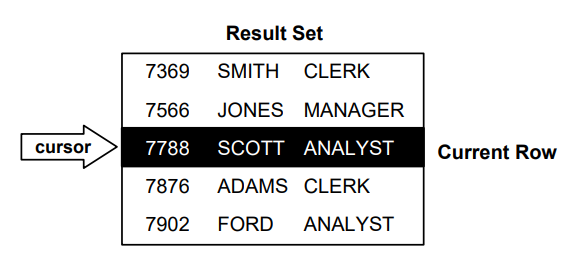 Result Set
7369 SMITH CLERK
7566 JONES MANAGER
cursor 7788 SCOTT ANALYST Current Row
7876 ADAMS CLERK
7902 FORD ANALYST